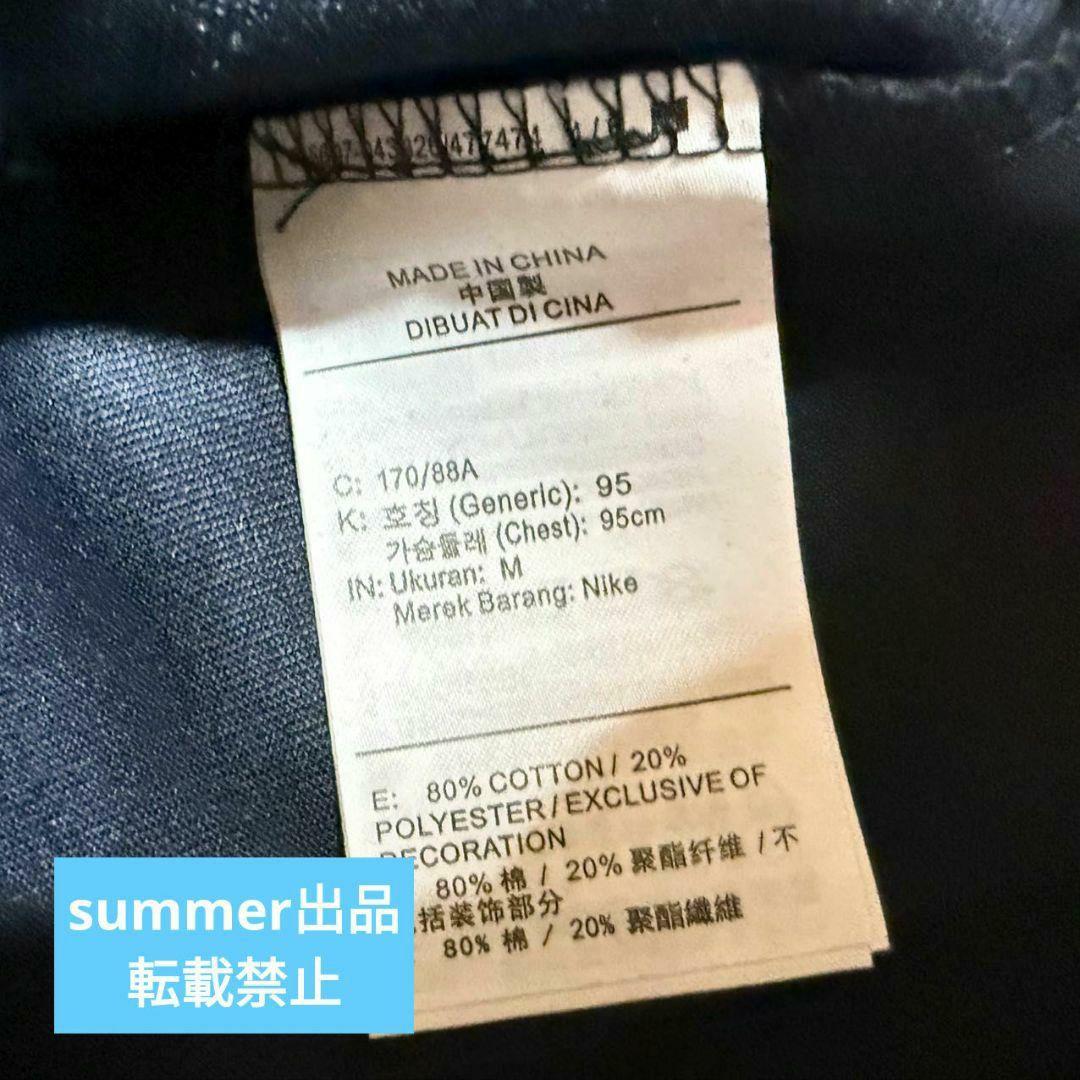 MADE IN CHINA
中国製
DIBUAT DI CINA
C: 170/88A
K: 호칭 (Generic): 95
가슴둘레 (Chest): 95cm
IN: Ukuran: M
Merek Barang: Nike
E: 80% COTTON / 20%
POLYESTER / EXCLUSIVE OF
DECORATION
80% 棉 / 20% 聚酯纤维 / 不
括装饰部分
80% 棉 / 20% 聚酯纖維
summer出品
転載禁止